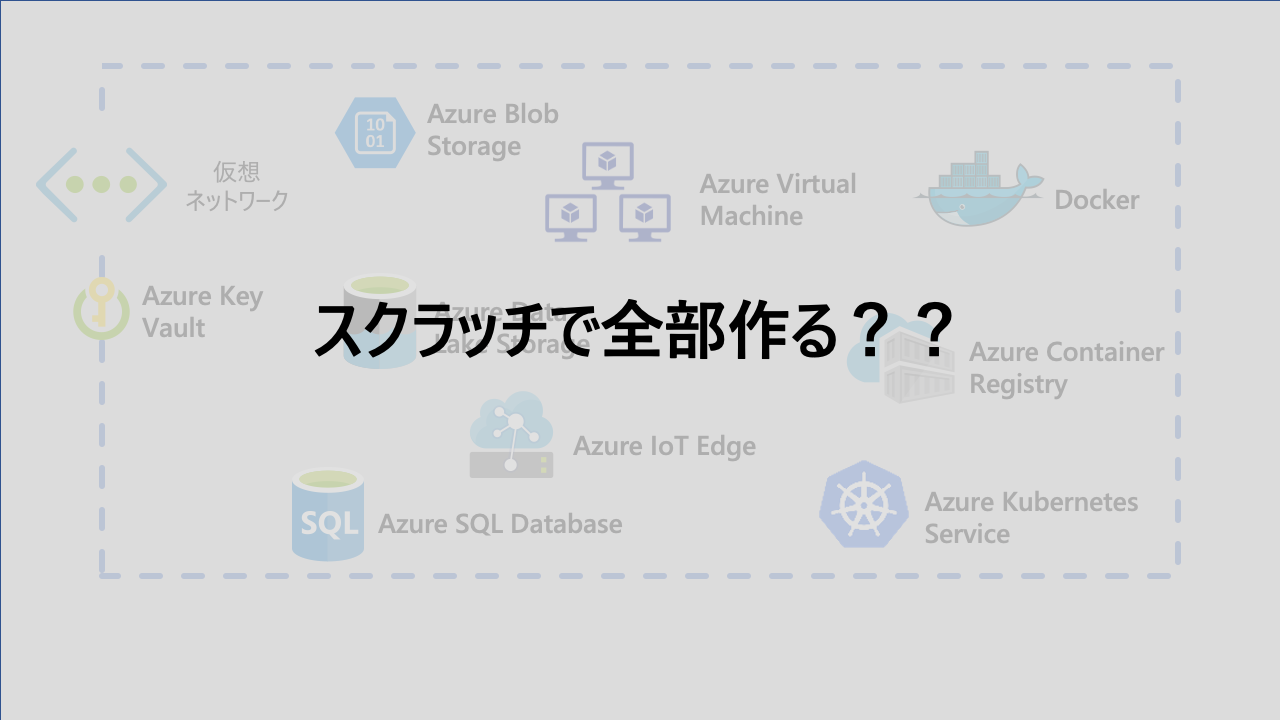 Azure Blob
Storage
10
01
仮想
ネットワーク
Azure Virtual
Machine
Docker
Azure Key
Vault
Azure Data
Lake Storage
スクラッチで全部作る？？
Azure Container
Registry
Azure IoT Edge
SQL
Azure SQL Database
Azure Kubernetes
Service